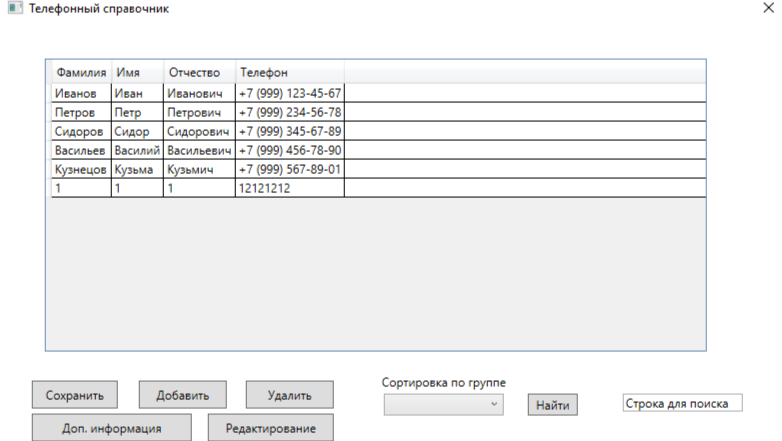 Телефонный справочник
Фамилия Имя Отчество Телефон
Иванов Иван Иванович +7 (999) 123-45-67
Петров Петр Петрович +7 (999) 234-56-78
Сидоров Сидор Сидорович +7 (999) 345-67-89
Васильев Василий Васильевич +7 (999) 456-78-90
Кузнецов Кузьма Кузьмич +7 (999) 567-89-01
1 1 1 12121212
Сортировка по группе
Сохранить Добавить Удалить Найти Строка для поиска
Доп. информация Редактирование